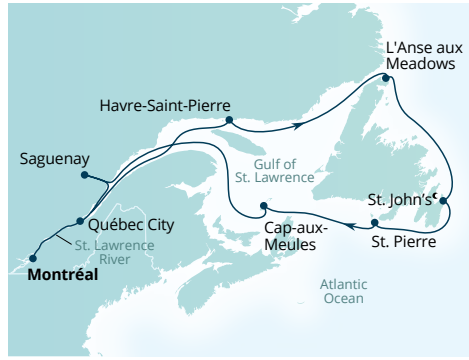 L'Anse aux
Meadows
Havre-Saint-Pierre
Saguenay
Gulf of
St. Lawrence
St. John's
Québec City
Cap-aux-
Meules
St. Pierre
St. Lawrence
River
Montréal
Atlantic
Ocean